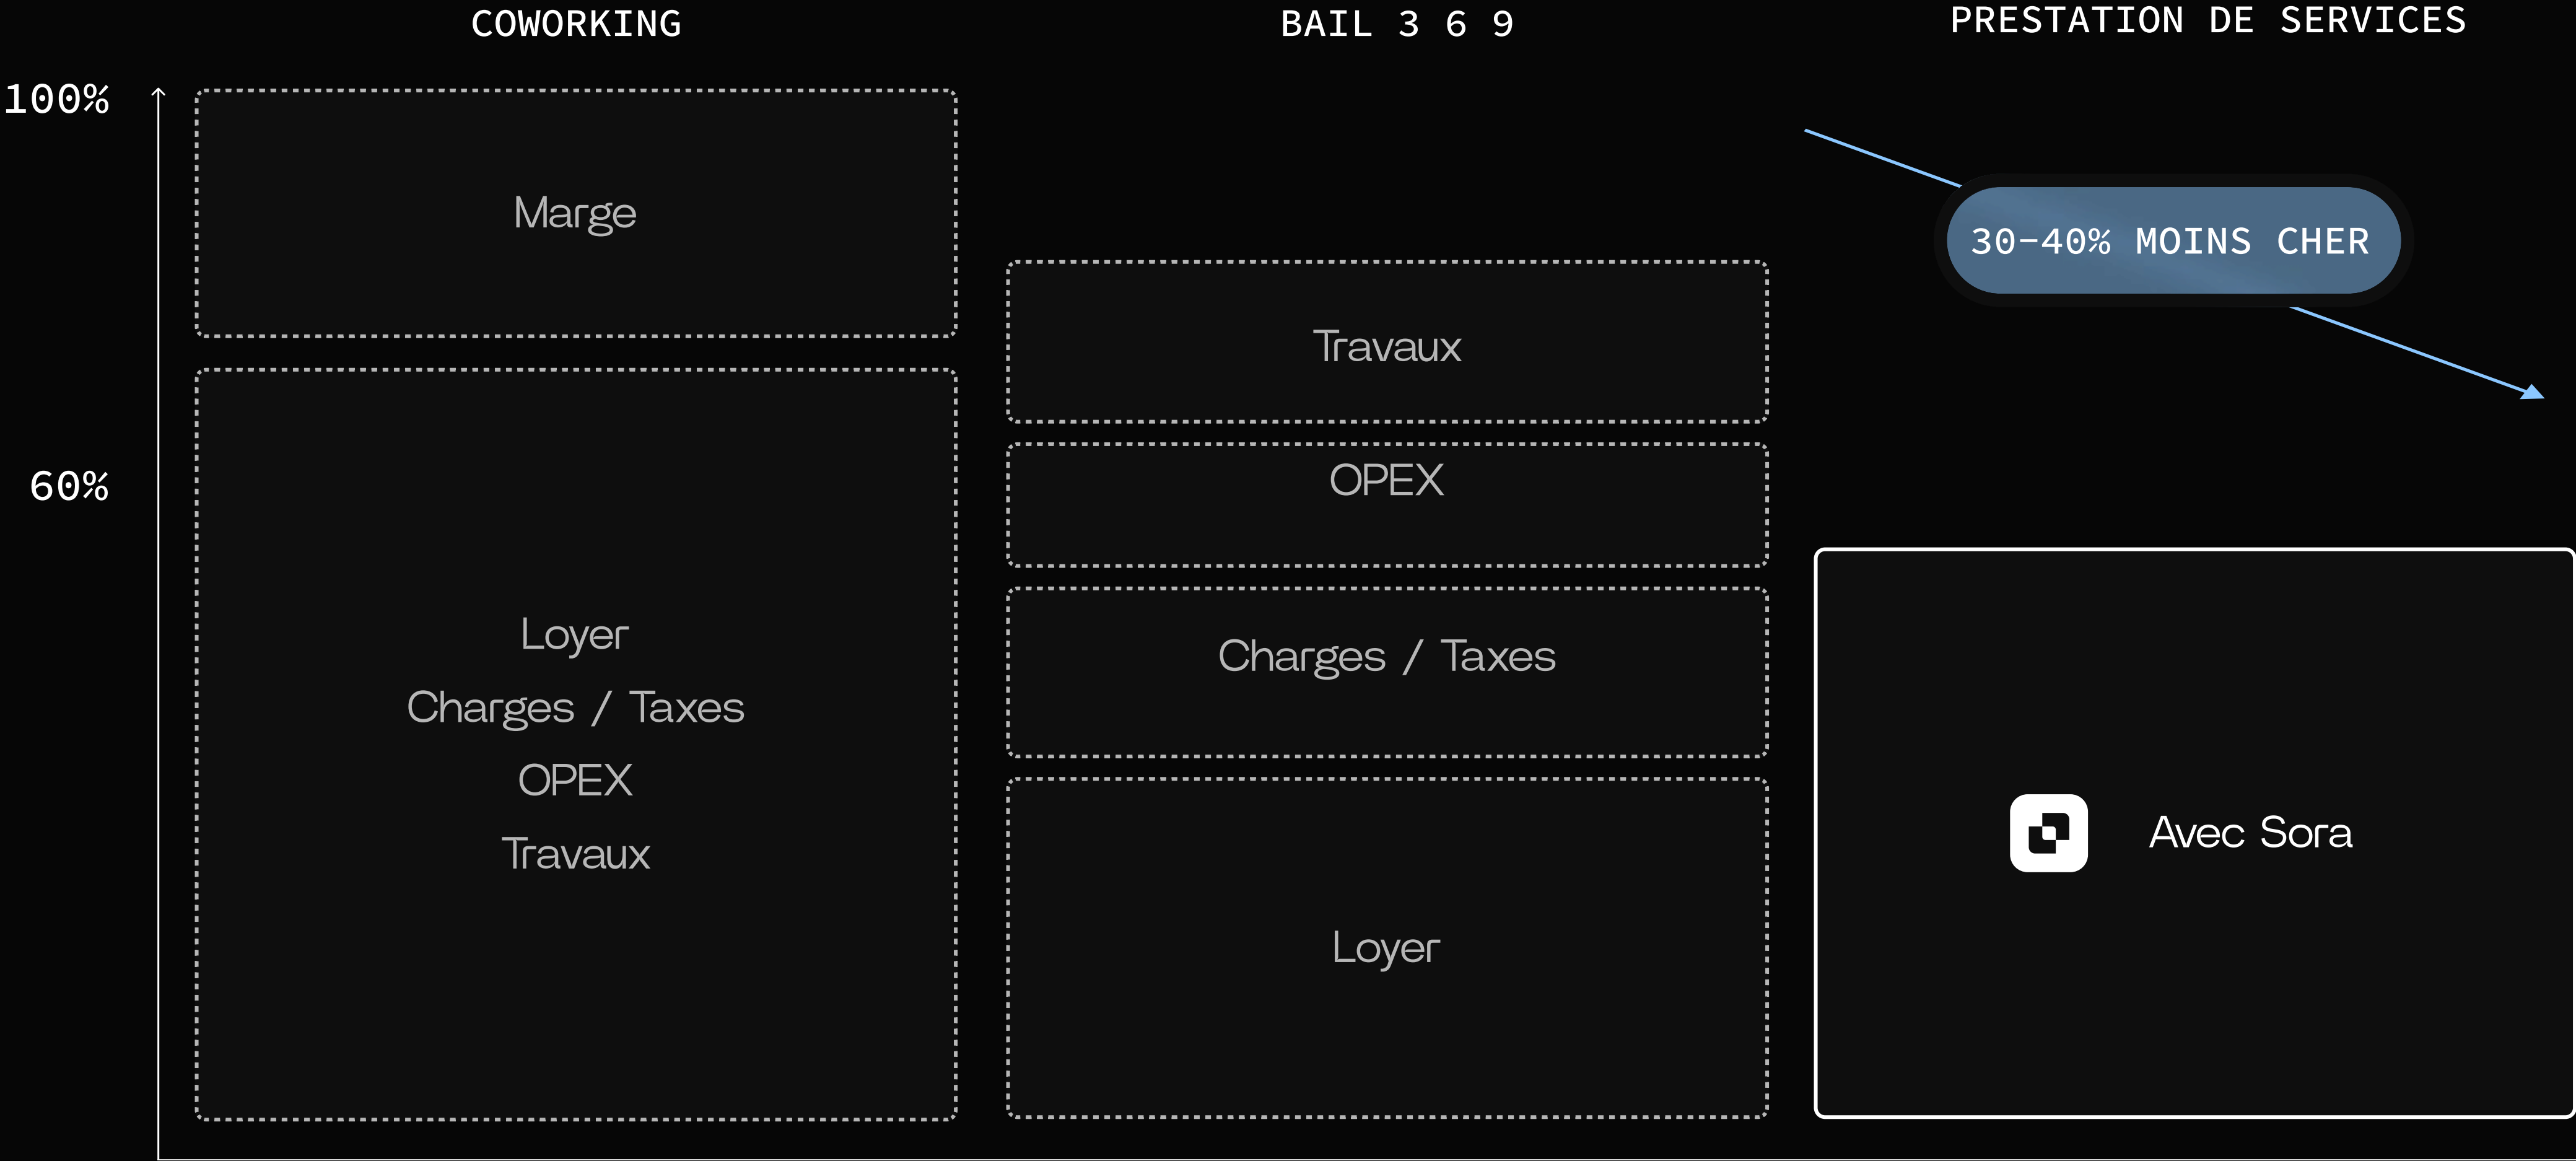 COWORKING
BAIL 3 6 9
PRESTATION DE SERVICES
100%
60%
Marge
Loyer
Charges / Taxes
OPEX
Travaux
Travaux
OPEX
Charges / Taxes
Loyer
30-40% MOINS CHER
Avec Sora